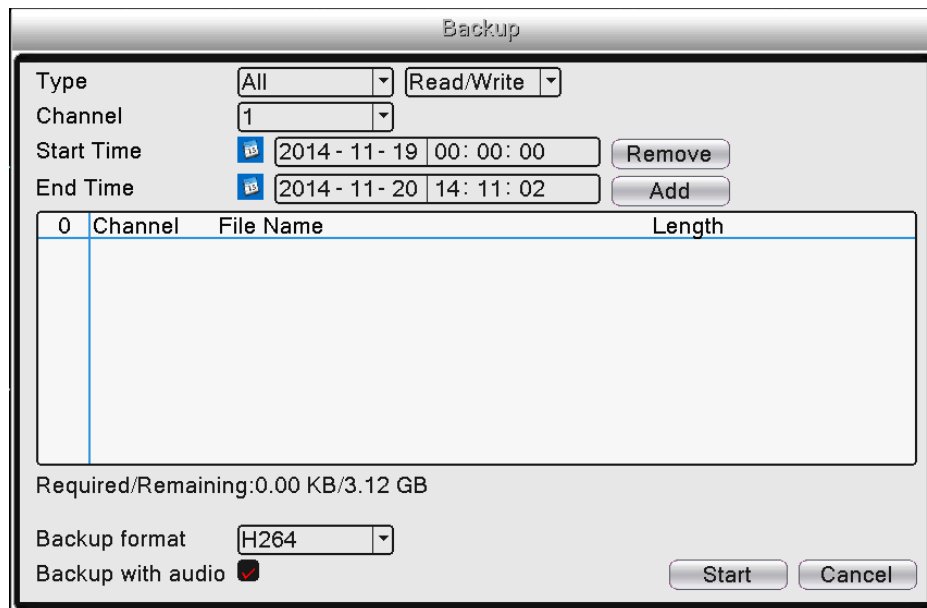 Backup
Type All Read/Write
Channel 1
Start Time 2014 - 11 - 19 00: 00: 00 Remove
End Time 2014 - 11 - 20 14: 11: 02 Add
0 Channel File Name Length
Required/Remaining:0.00 KB/3.12 GB
Backup format H264
Backup with audio Start Cancel